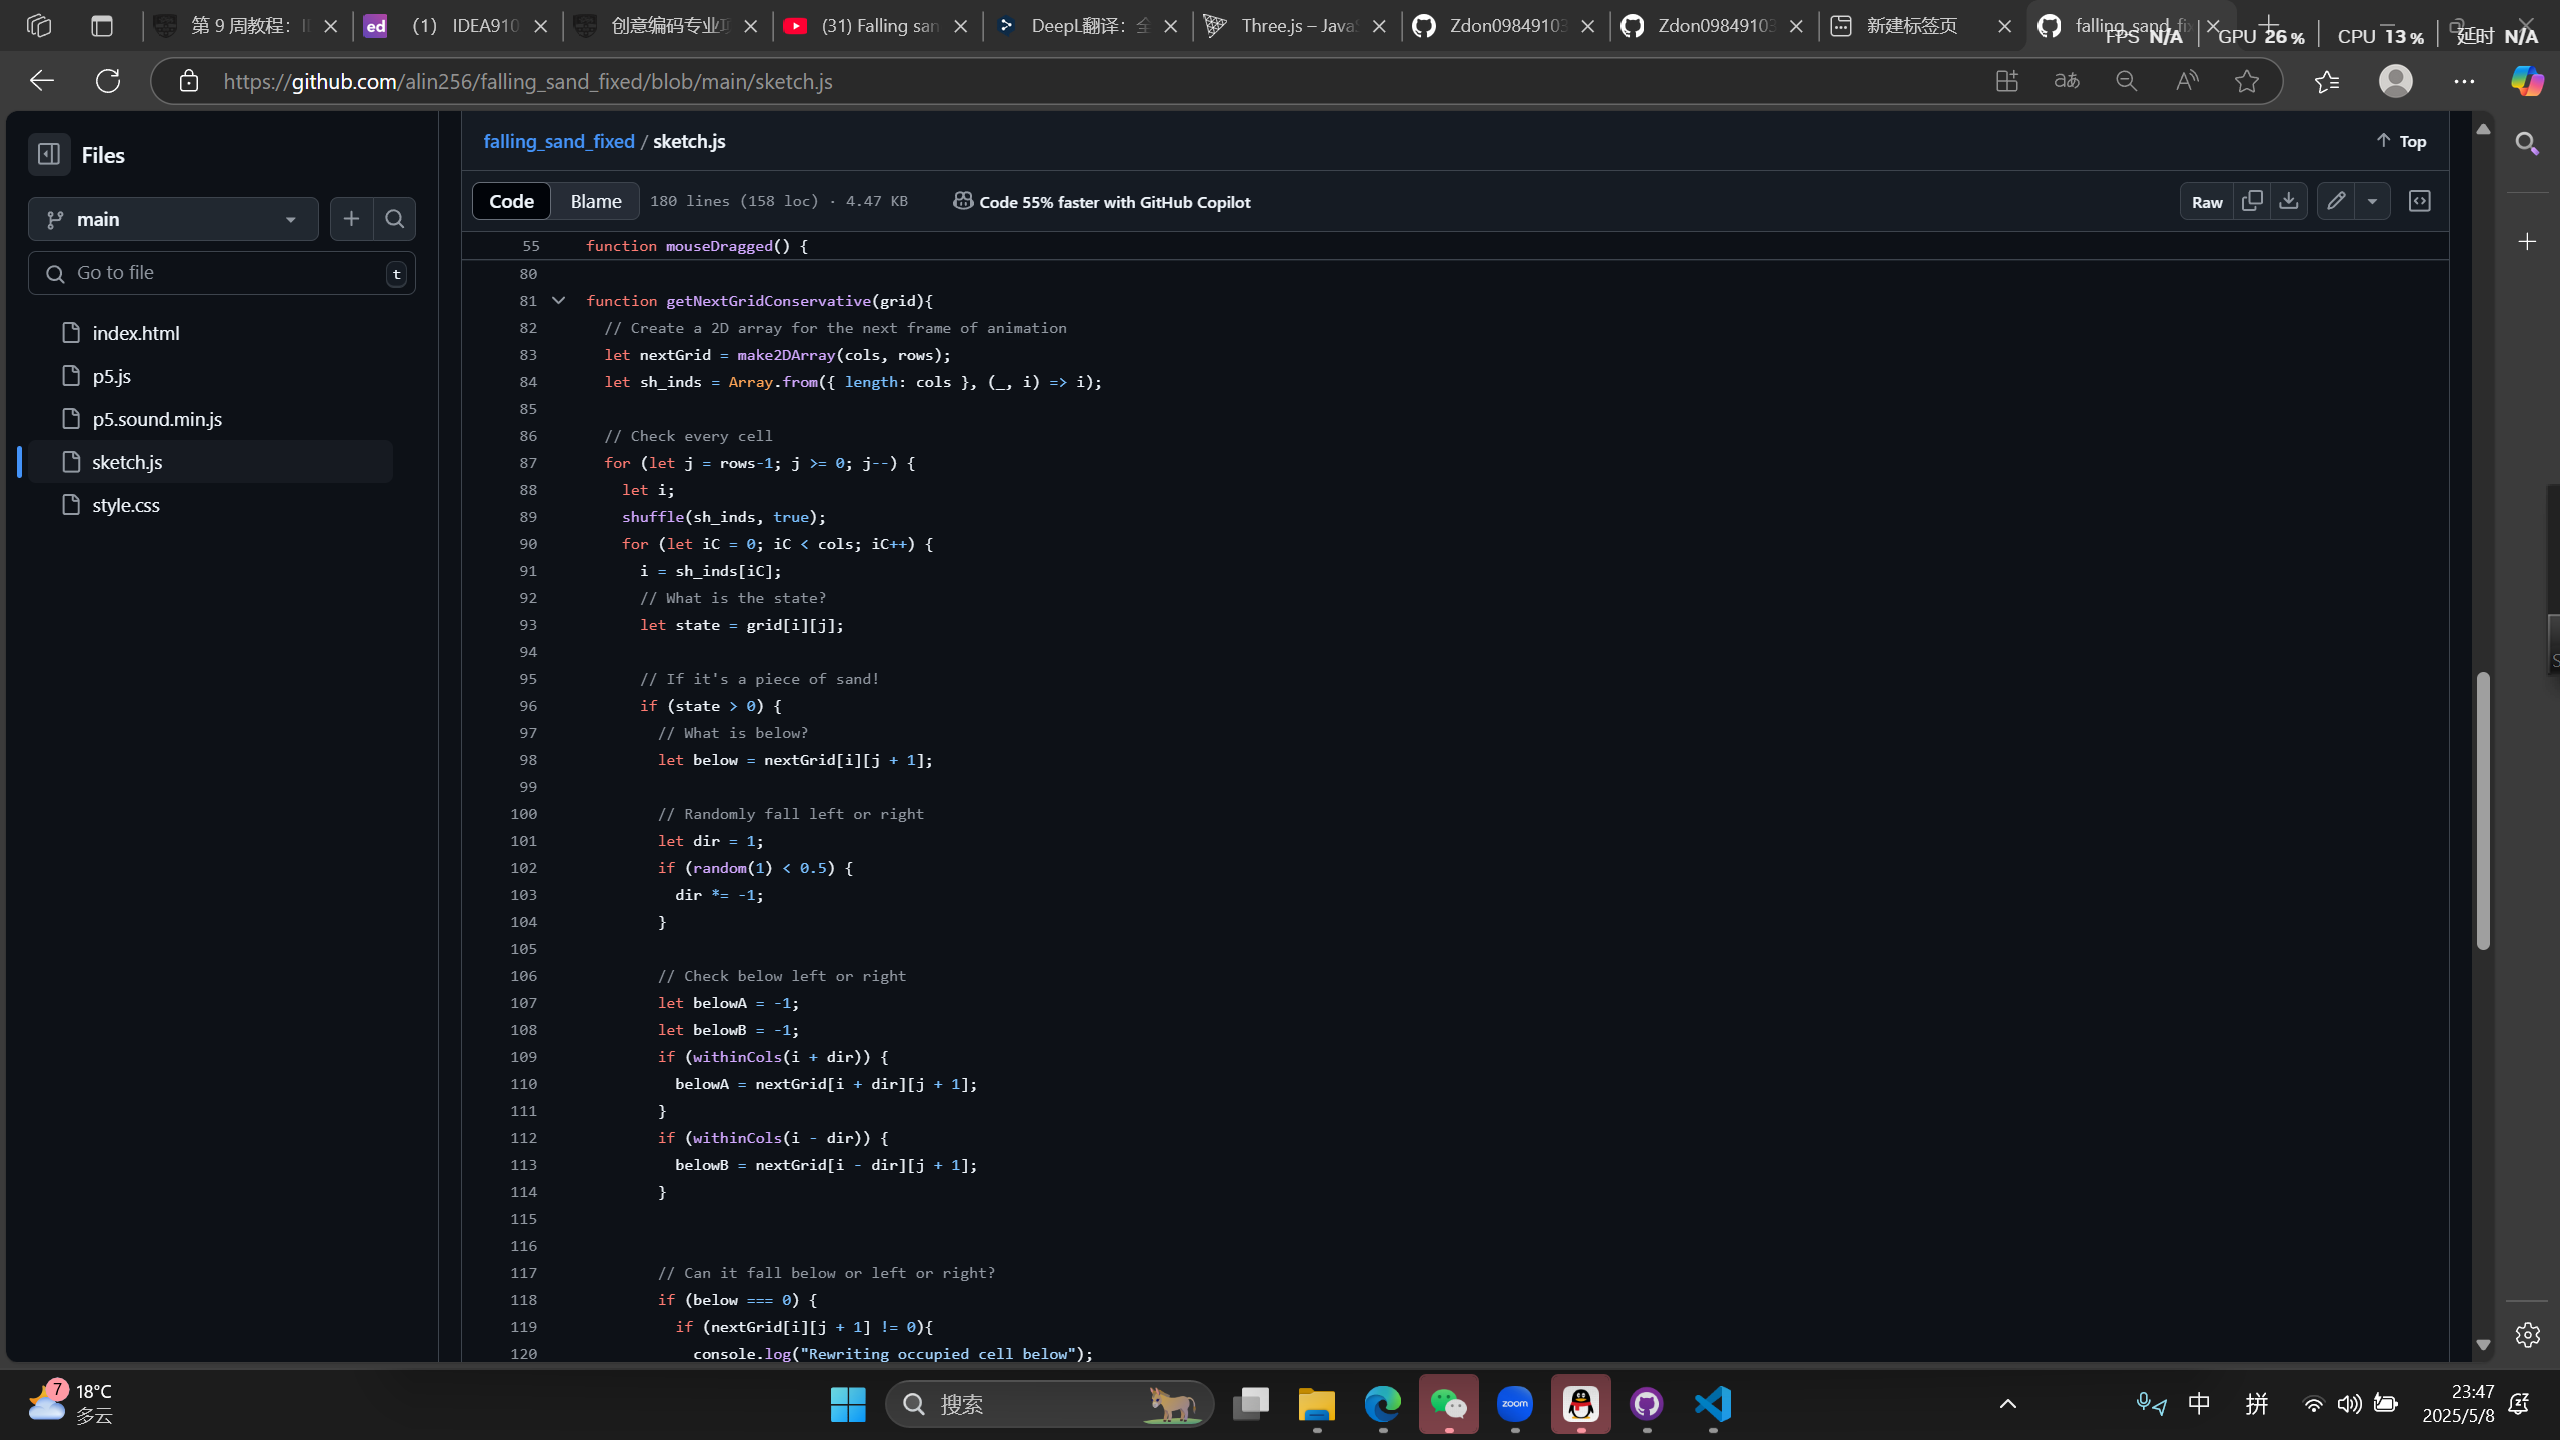 第 9 周教程：I
(1) IDEA910
创意编码专业项
(31) Falling san
DeepL翻译：全
Three.js – Java
Zdon09849103
Zdon09849103
新建标签页
falling_sand_fix
FPS N/A
GPU 26 %
CPU 13 %
延时 N/A
https://github.com/alin256/falling_sand_fixed/blob/main/sketch.js
Files
main
Go to file
t
index.html
p5.js
p5.sound.min.js
sketch.js
style.css
falling_sand_fixed / sketch.js
Top
Code
Blame
180 lines (158 loc) · 4.47 KB
Code 55% faster with GitHub Copilot
Raw
55 function mouseDragged() {
80
81 function getNextGridConservative(grid){
82 // Create a 2D array for the next frame of animation
83 let nextGrid = make2DArray(cols, rows);
84 let sh_inds = Array.from({ length: cols }, (_, i) => i);
85
86 // Check every cell
87 for (let j = rows-1; j >= 0; j--) {
88 let i;
89 shuffle(sh_inds, true);
90 for (let iC = 0; iC < cols; iC++) {
91 i = sh_inds[iC];
92 // What is the state?
93 let state = grid[i][j];
94
95 // If it's a piece of sand!
96 if (state > 0) {
97 // What is below?
98 let below = nextGrid[i][j + 1];
99
100 // Randomly fall left or right
101 let dir = 1;
102 if (random(1) < 0.5) {
103 dir *= -1;
104 }
105
106 // Check below left or right
107 let belowA = -1;
108 let belowB = -1;
109 if (withinCols(i + dir)) {
110 belowA = nextGrid[i + dir][j + 1];
111 }
112 if (withinCols(i - dir)) {
113 belowB = nextGrid[i - dir][j + 1];
114 }
115
116
117 // Can it fall below or left or right?
118 if (below === 0) {
119 if (nextGrid[i][j + 1] != 0){
120 console.log("Rewriting occupied cell below");
7
18°C
多云
搜索
zoom
中
拼
23:47
2025/5/8